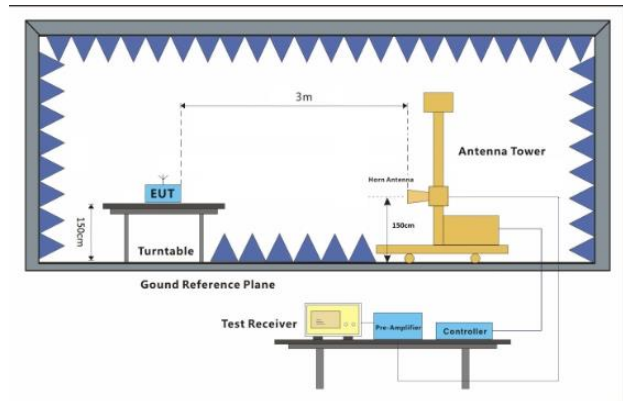 3m
Antenna Tower
Horn Antenna
EUT
150cm
150cm
Turntable
Gound Reference Plane
Test Receiver
Pre-Amplifier
Controller